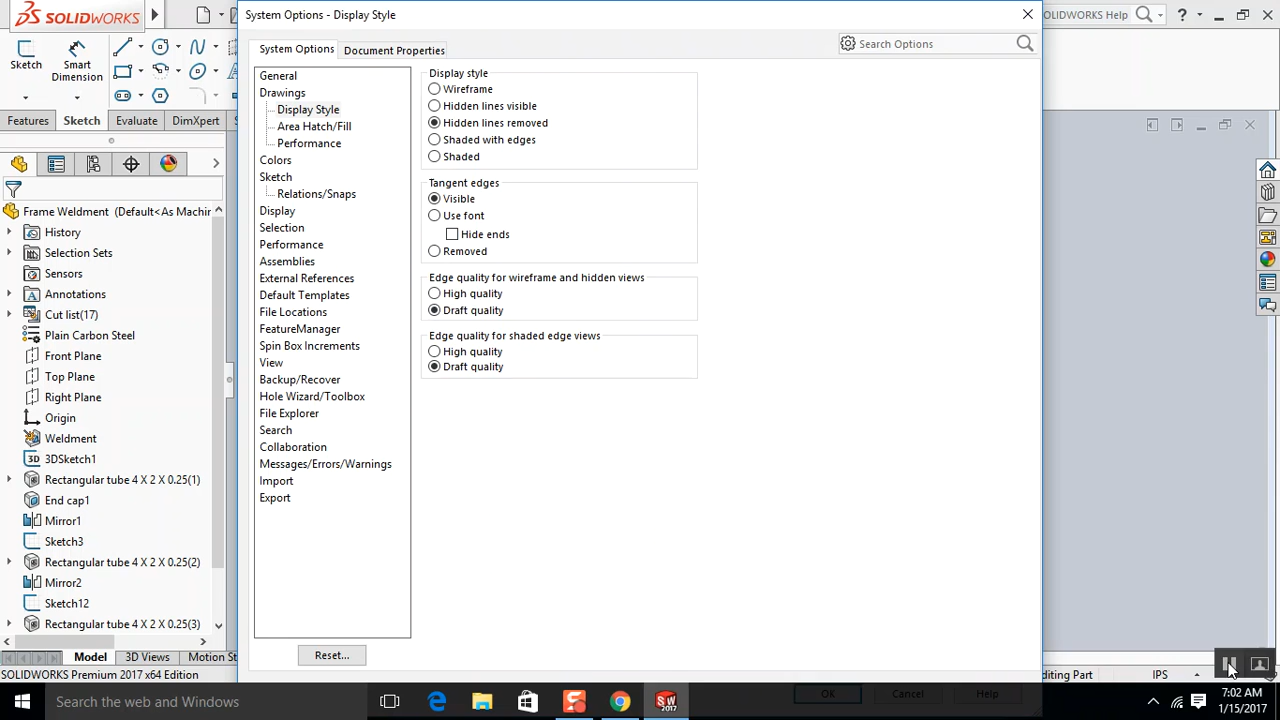 SOLIDWORKS
System Options - Display Style
SOLIDWORKS Help
?
Sketch
Smart
Dimension
System Options
Document Properties
Search Options
Features
Sketch
Evaluate
DimXpert
General
Drawings
Display Style
Area Hatch/Fill
Performance
Colors
Sketch
Relations/Snaps
Display
Selection
Performance
Assemblies
External References
Default Templates
File Locations
FeatureManager
Spin Box Increments
View
Backup/Recover
Hole Wizard/Toolbox
File Explorer
Search
Collaboration
Messages/Errors/Warnings
Import
Export
Reset...
Display style
Wireframe
Hidden lines visible
Hidden lines removed
Shaded with edges
Shaded
Tangent edges
Visible
Use font
Hide ends
Removed
Edge quality for wireframe and hidden views
High quality
Draft quality
Edge quality for shaded edge views
High quality
Draft quality
Frame Weldment (Default<As Machin
History
Selection Sets
Sensors
Annotations
Cut list(17)
Plain Carbon Steel
Front Plane
Top Plane
Right Plane
Origin
Weldment
3D 3DSketch1
Rectangular tube 4 X 2 X 0.25(1)
End cap1
Mirror1
Sketch3
Rectangular tube 4 X 2 X 0.25(2)
Mirror2
Sketch12
Rectangular tube 4 X 2 X 0.25(3)
Model
3D Views
Motion St
SOLIDWORKS Premium 2017 x64 Edition
OK
Cancel
Help
Editing Part
IPS
Search the web and Windows
SW
2017
7:02 AM
1/15/2017